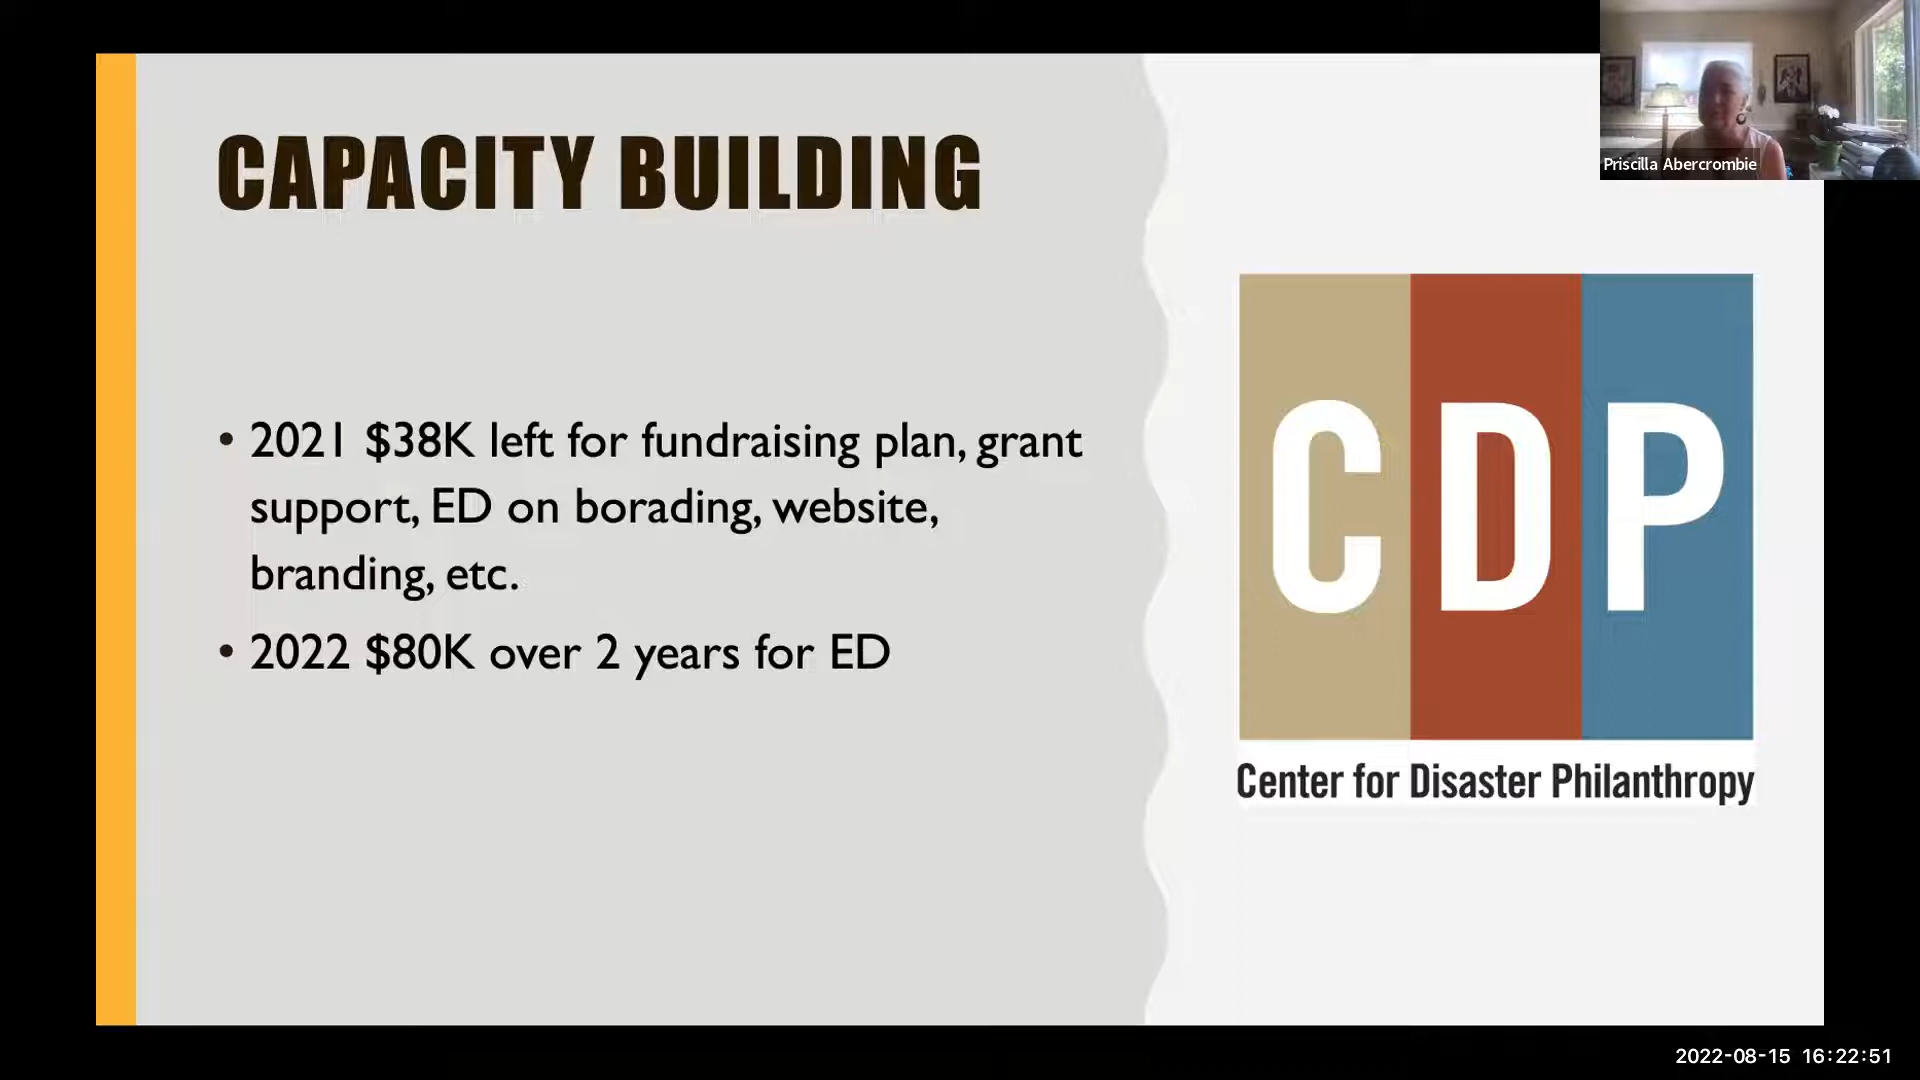 CAPACITY BUILDING
• 2021 $38K left for fundraising plan, grant
support, ED on borading, website,
branding, etc.
• 2022 $80K over 2 years for ED
CDP
Center for Disaster Philanthropy
Priscilla Abercrombie
2022-08-15 16:22:51